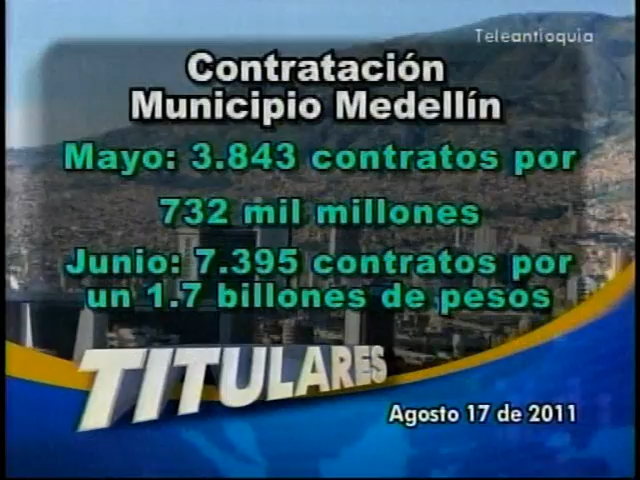 Teleantioquia
Contratación
Municipio Medellín
Mayo: 3.843 contratos por
732 mil millones
Junio: 7.395 contratos por
un 1.7 billones de pesos
TITULARES
Agosto 17 de 2011